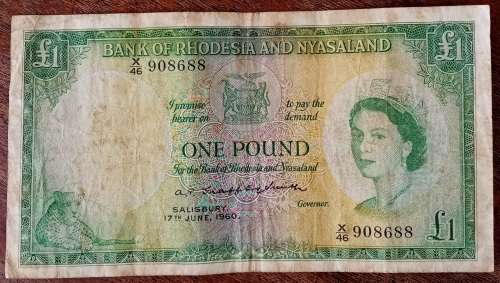 £1 BANK OF RHODESIA AND NYASALAND £1
X/46 908688
I promise to pay the
bearer on demand
ONE POUND
For the Bank of Rhodesia and Nyasaland
SALISBURY,
17TH JUNE, 1960.
Governor.
X/46 908688
£1